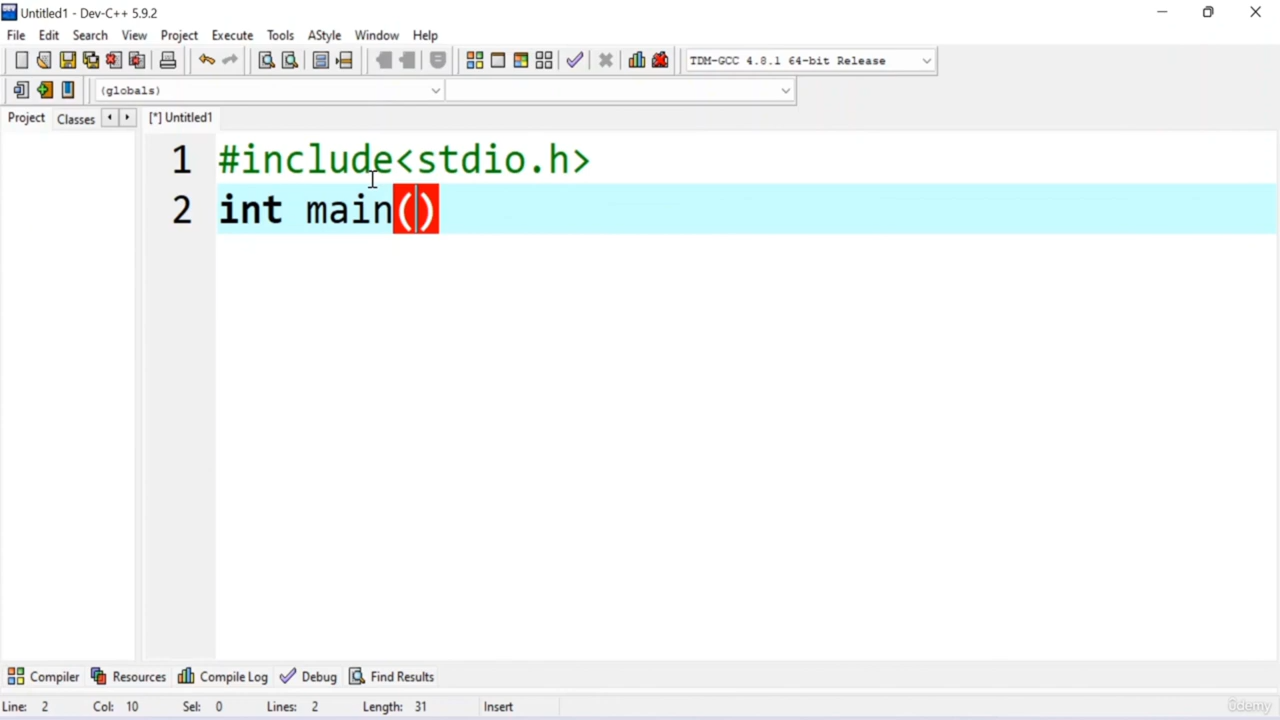 Untitled1 - Dev-C++ 5.9.2
File Edit Search View Project Execute Tools AStyle Window Help
TDM-GCC 4.8.1 64-bit Release
(globals)
Project Classes [*] Untitled1
1 #include<stdio.h>
2 int main()
Compiler Resources Compile Log Debug Find Results
Line: 2 Col: 10 Sel: 0 Lines: 2 Length: 31 Insert
ûdemy